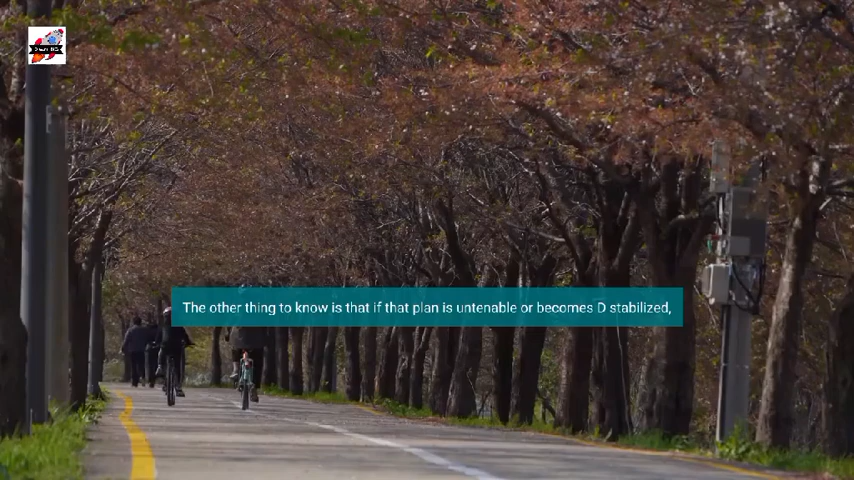 The other thing to know is that if that plan is untenable or becomes D stabilized,